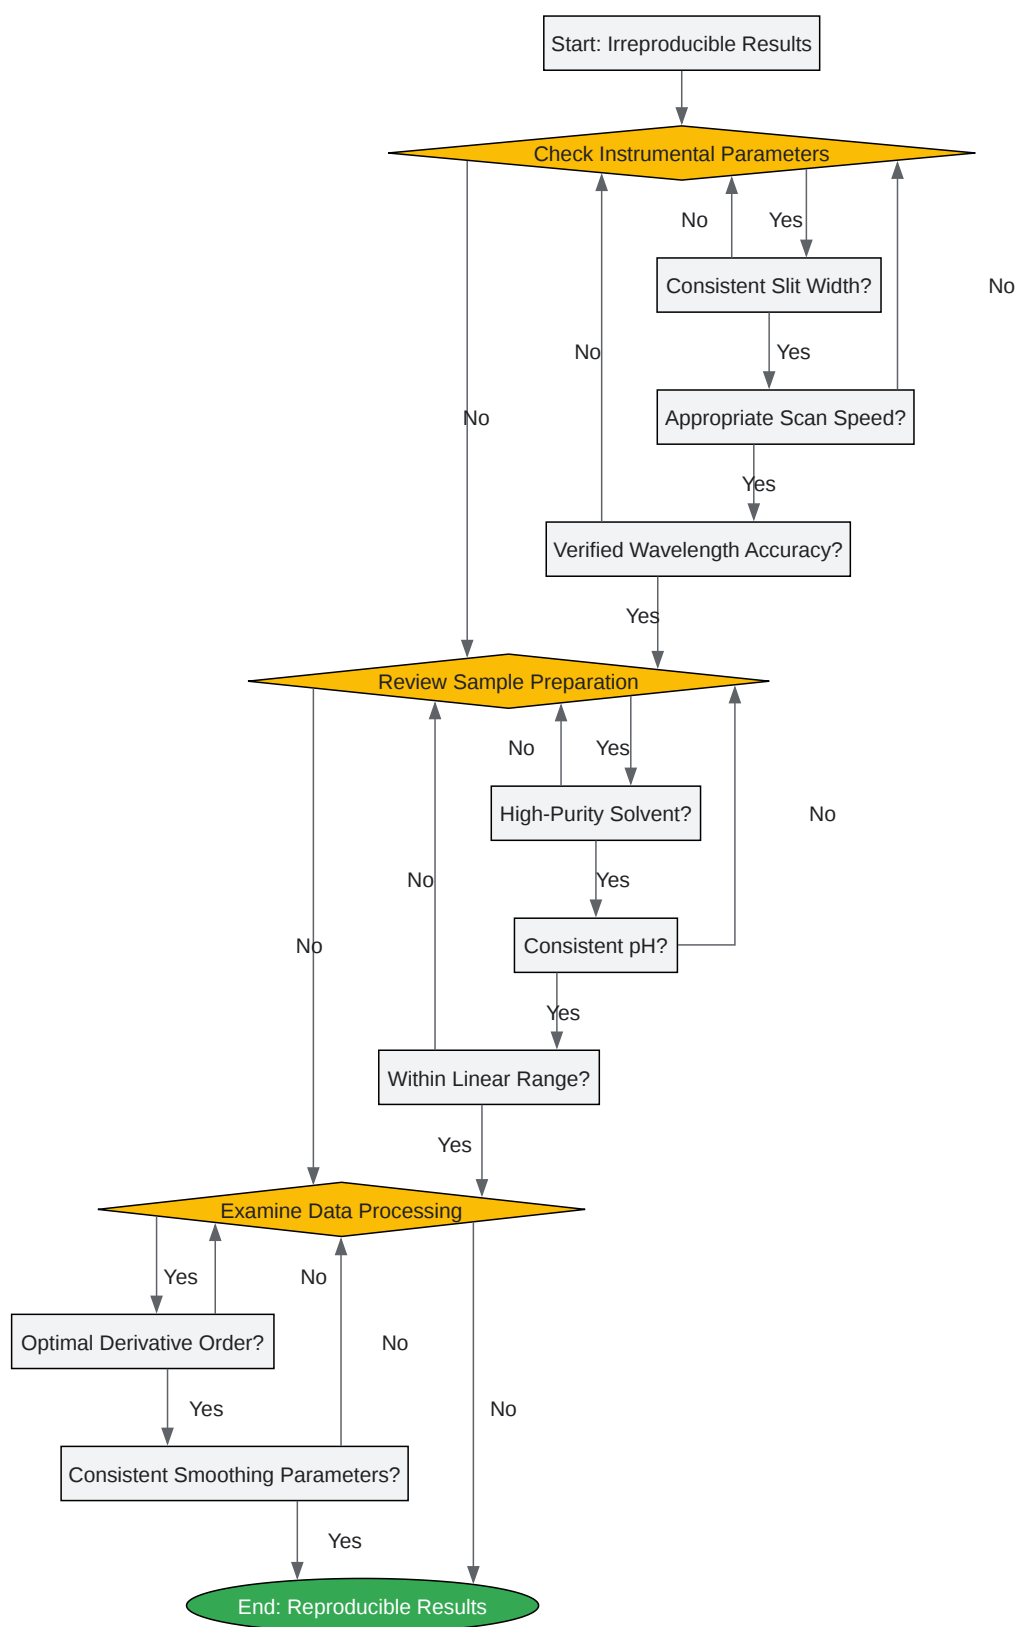 Start: Irreproducible Results
Check Instrumental Parameters
No
Yes
Consistent Slit Width?
No
No
Yes
No
Appropriate Scan Speed?
Yes
Verified Wavelength Accuracy?
Yes
Review Sample Preparation
No
Yes
High-Purity Solvent?
No
No
Yes
No
Consistent pH?
Yes
Within Linear Range?
Yes
Examine Data Processing
Yes
No
Optimal Derivative Order?
No
Yes
No
Consistent Smoothing Parameters?
Yes
End: Reproducible Results